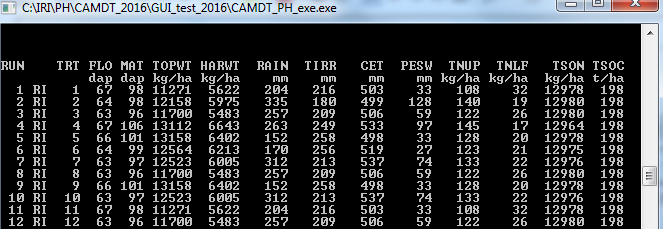 C:\IRI\PH\CAMDT_2016\GUI_test_2016\CAMDT_PH_exe.exe
RUN TRT FLO MAT TOPWT HARWT RAIN TIRR CET PESW TNUP TNLF TSON TSOC
dap dap kg/ha kg/ha mm mm mm mm kg/ha kg/ha kg/ha t/ha
1 RI 1 67 98 11271 5622 204 216 503 33 108 32 12978 198
2 RI 2 64 98 12158 5975 335 180 499 128 140 19 12980 198
3 RI 3 63 96 11700 5483 257 209 506 59 122 26 12980 198
4 RI 4 67 106 13112 6643 263 249 533 97 145 17 12964 198
5 RI 5 66 101 13158 6402 152 258 498 33 128 20 12978 198
6 RI 6 64 99 12564 6213 170 256 519 27 123 21 12975 198
7 RI 7 63 97 12523 6005 312 213 537 74 133 22 12976 198
8 RI 8 63 96 11700 5483 257 209 506 59 122 26 12980 198
9 RI 9 66 101 13158 6402 152 258 498 33 128 20 12978 198
10 RI 10 63 97 12523 6005 312 213 537 74 133 22 12976 198
11 RI 11 67 98 11271 5622 204 216 503 33 108 32 12978 198
12 RI 12 63 96 11700 5483 257 209 506 59 122 26 12980 198